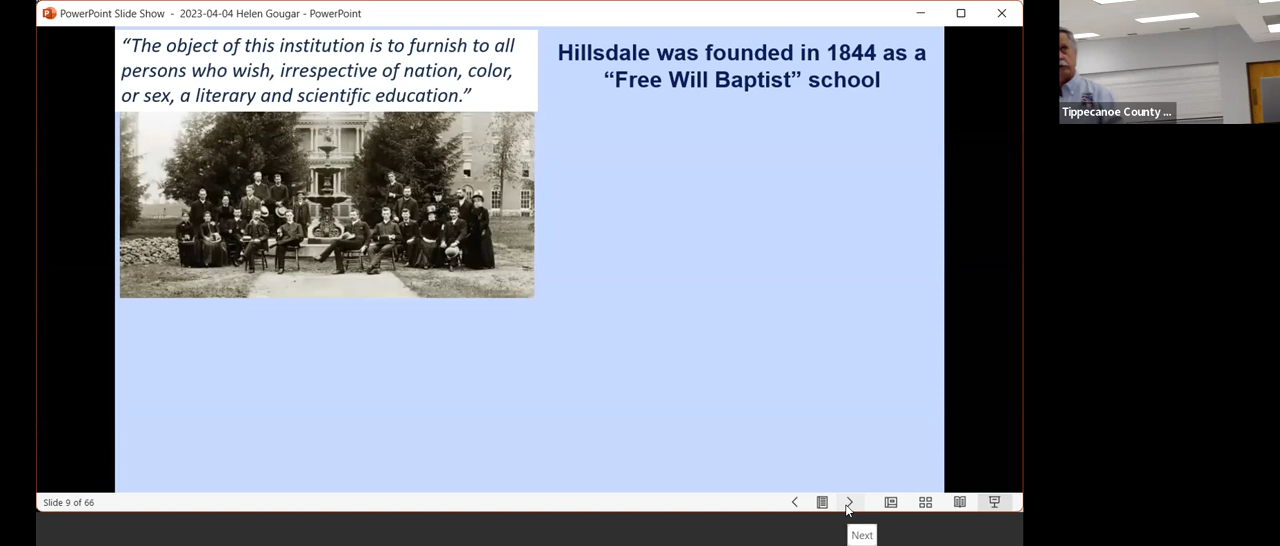 PowerPoint Slide Show - 2023-04-04 Helen Gougar - PowerPoint
“The object of this institution is to furnish to all
persons who wish, irrespective of nation, color,
or sex, a literary and scientific education.”
Hillsdale was founded in 1844 as a
“Free Will Baptist” school
Tippecanoe County ...
Slide 9 of 66
Next